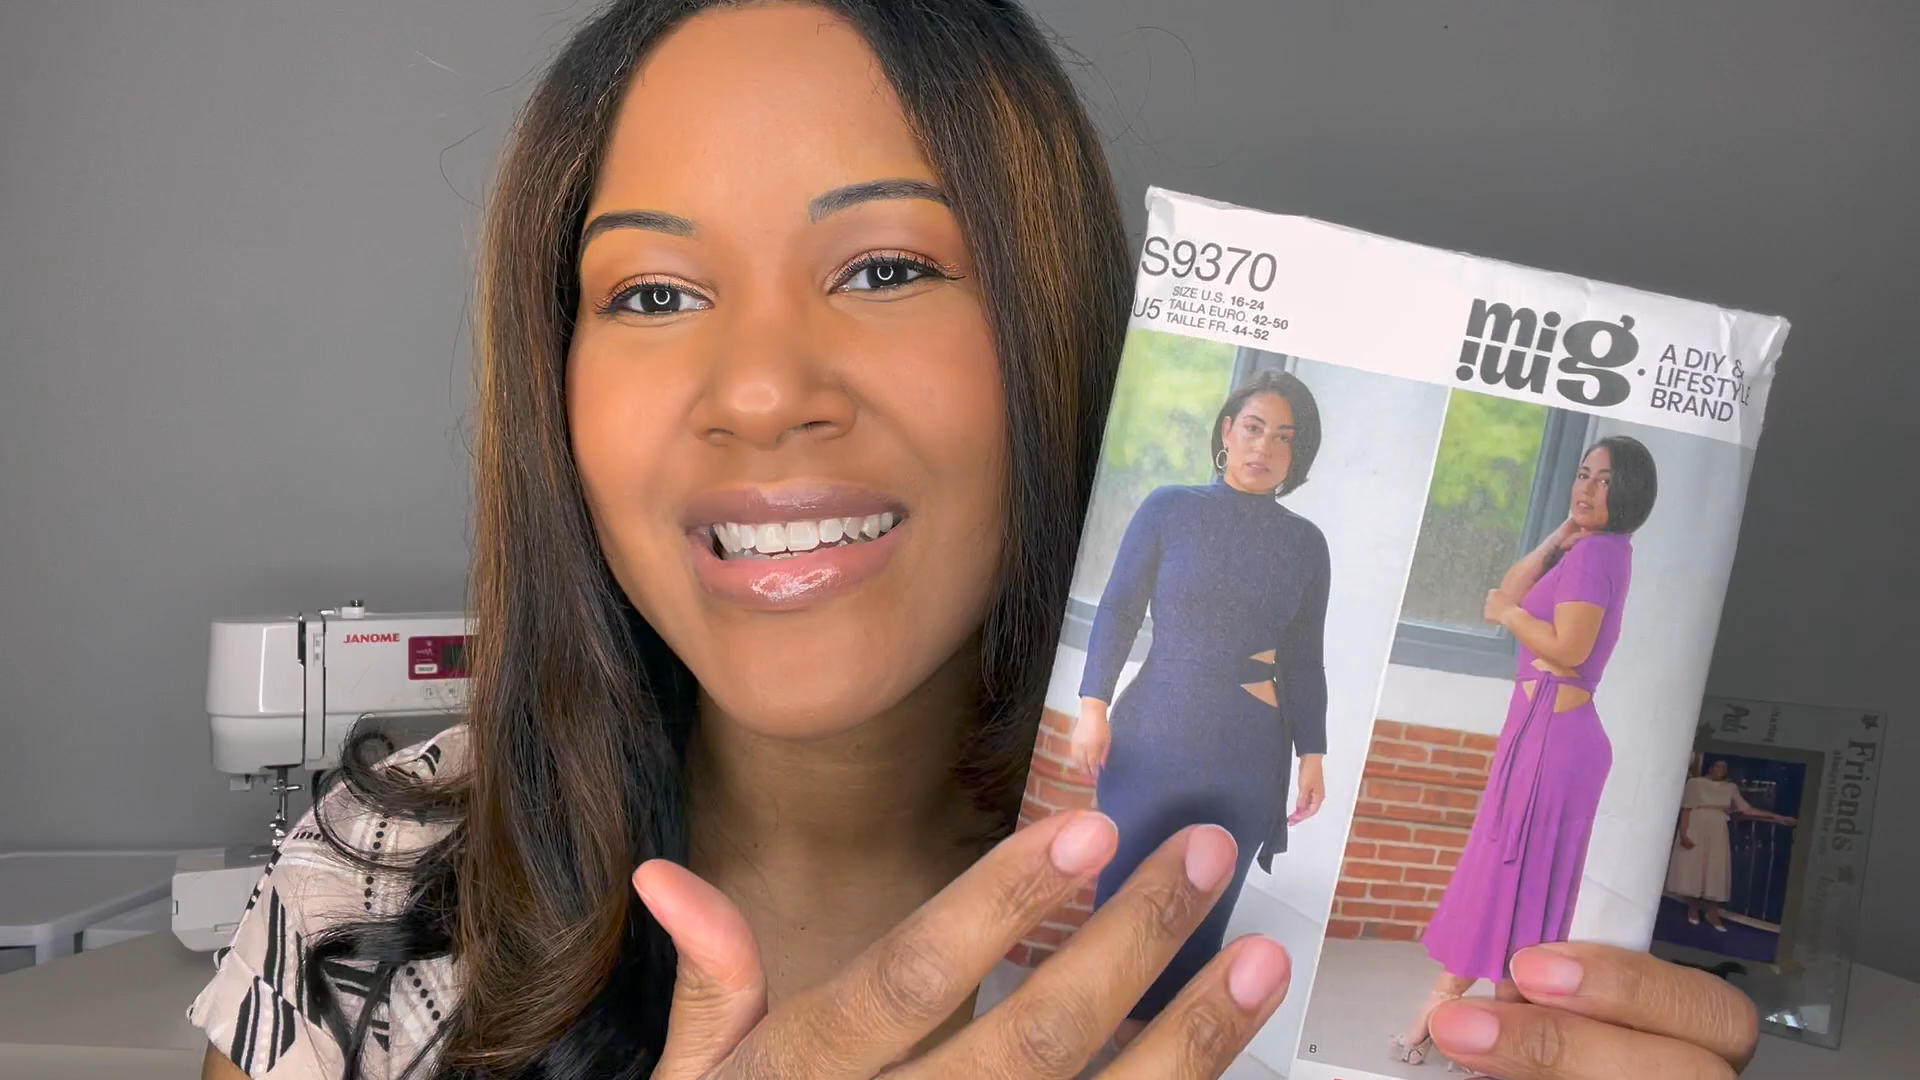 S9370
SIZE U.S. 16-24
U5 TALLA EURO. 42-50
TAILLE FR. 44-52
mimi g.
A DIY &
LIFESTYLE
BRAND
JANOME
Friends
B